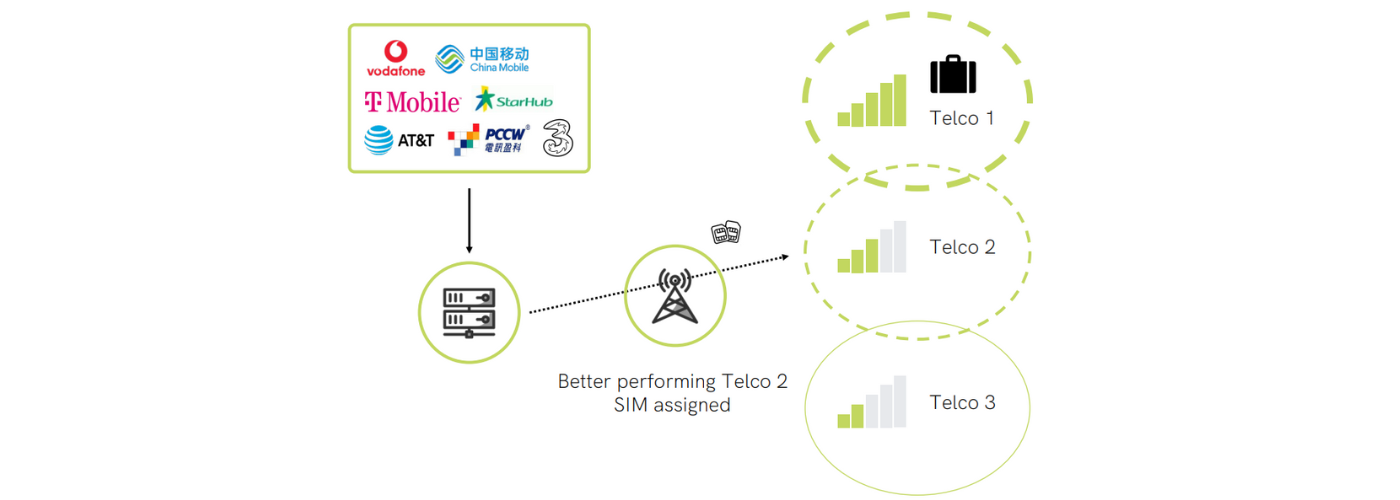 vodafone
中国移动
China Mobile
T Mobile
StarHub
AT&T
PCCW
電訊盈科
3
Telco 1
Telco 2
Better performing Telco 2
SIM assigned
Telco 3